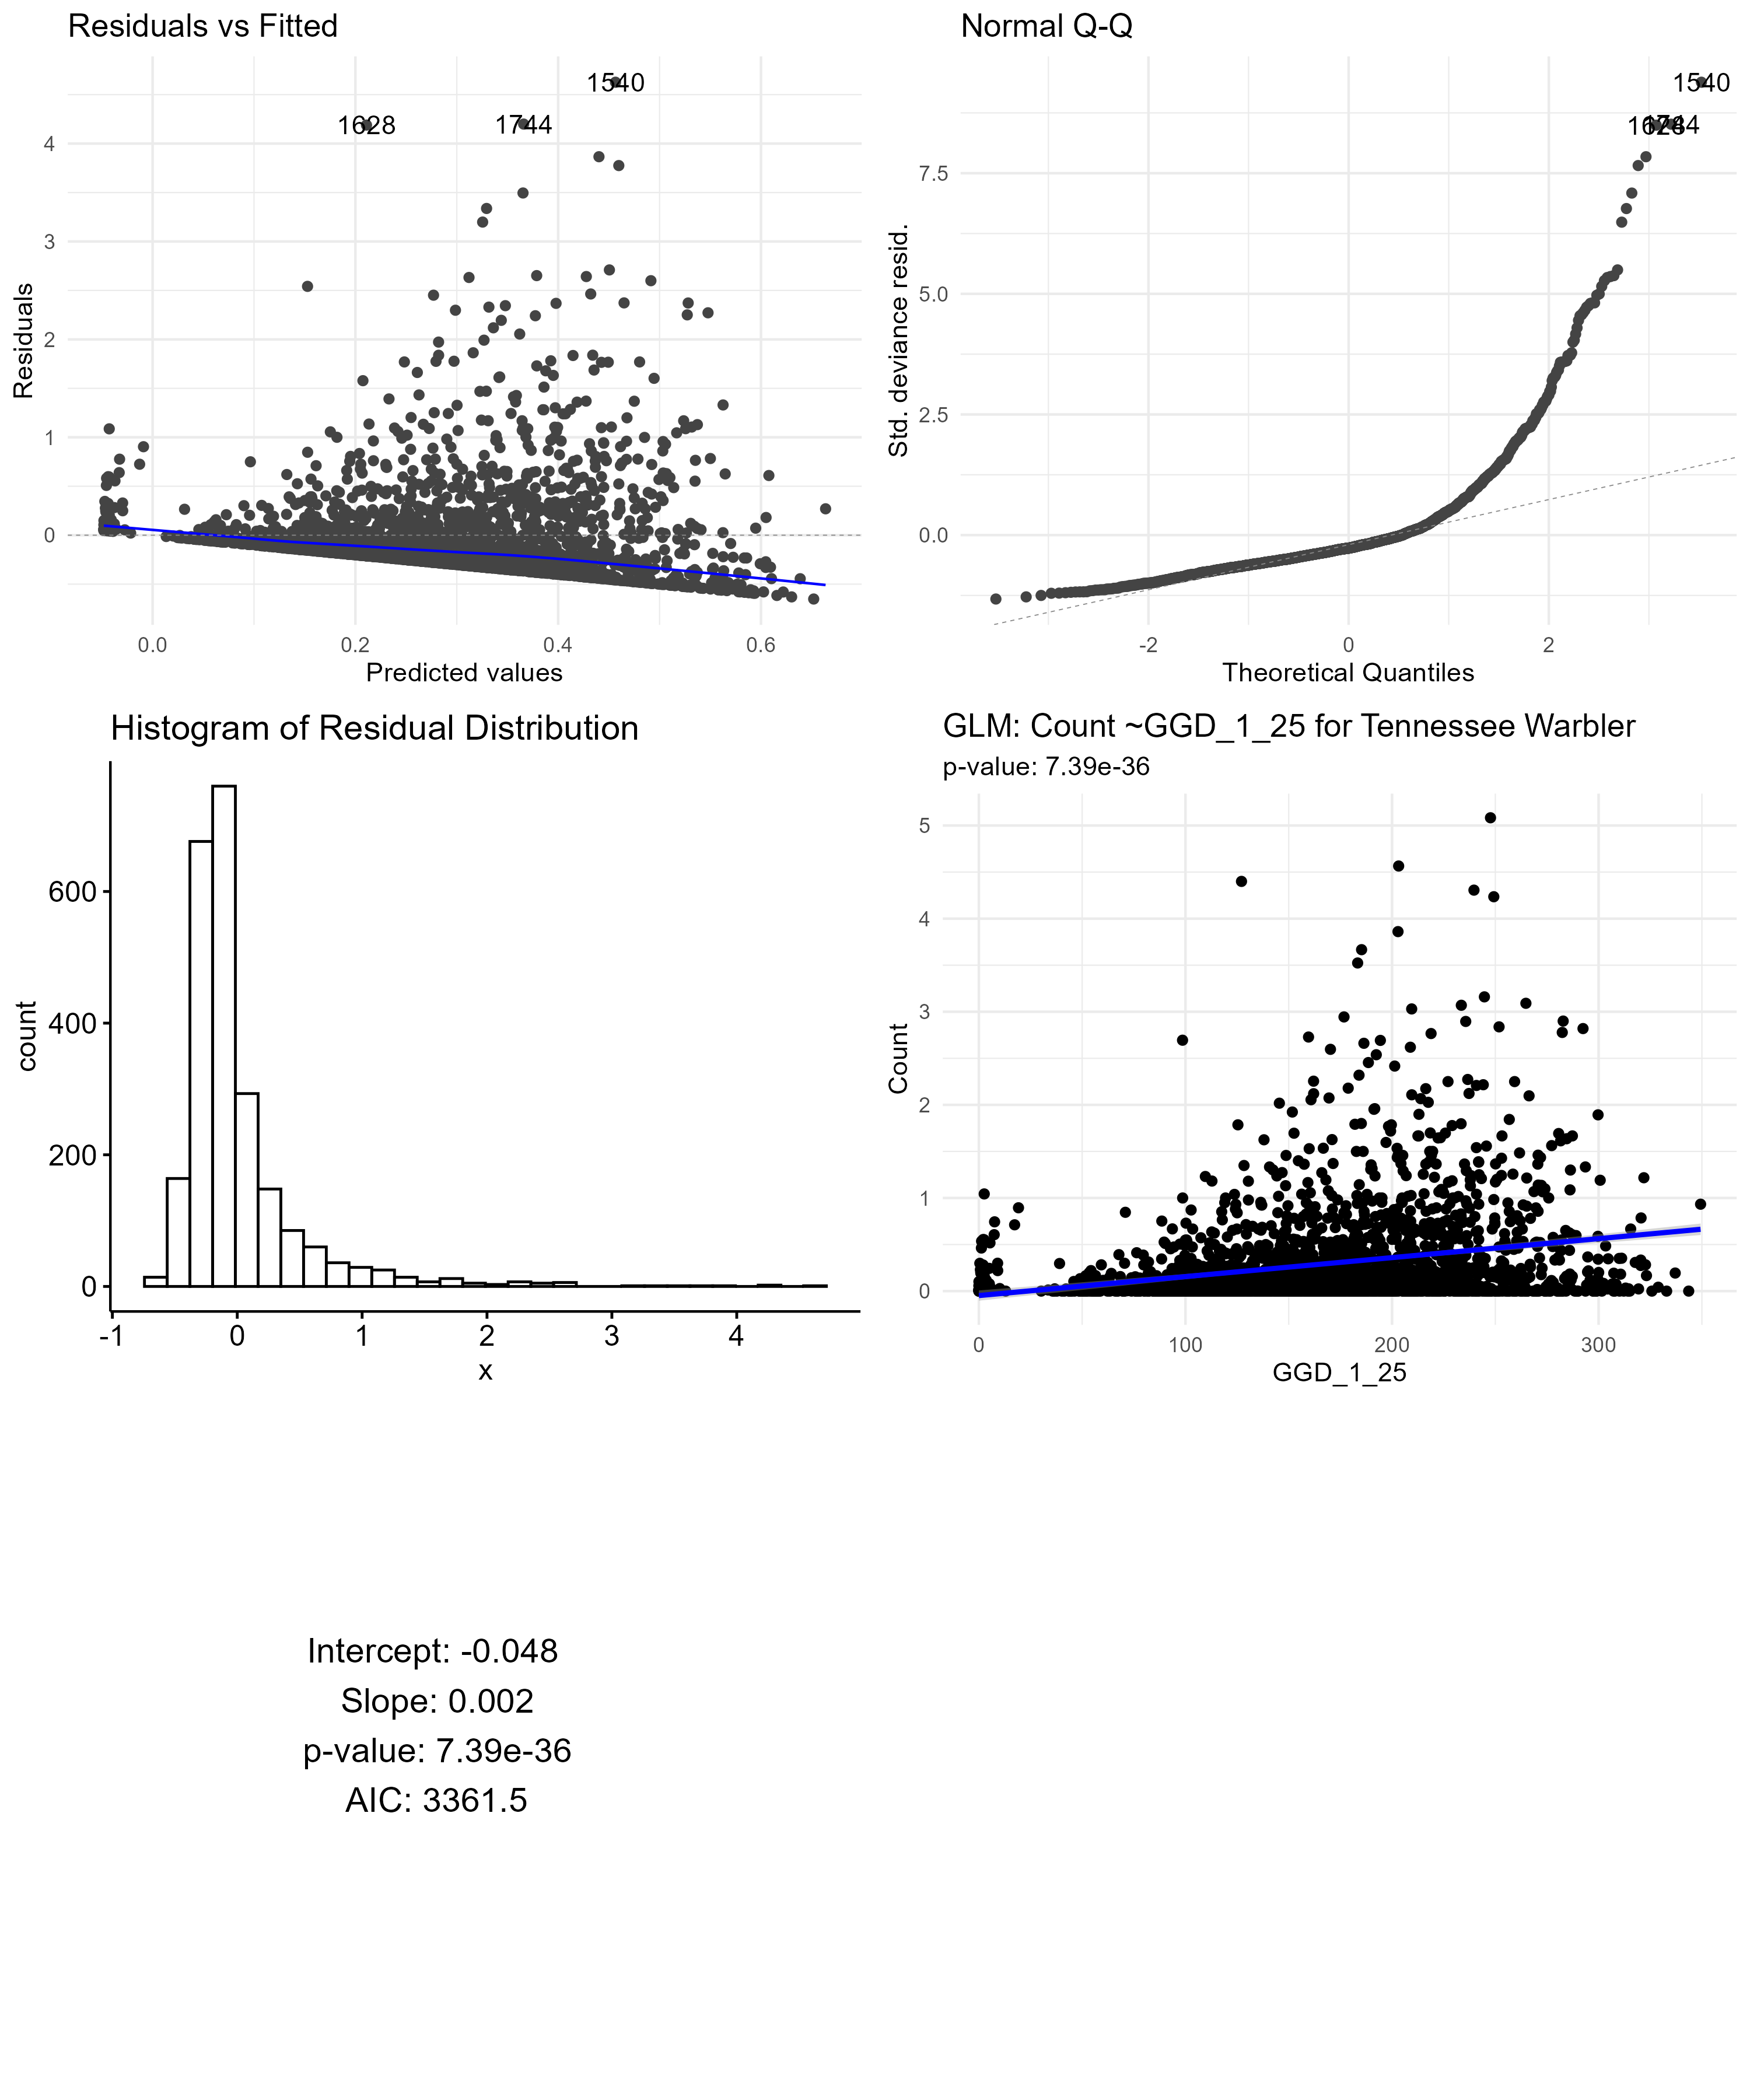 Residuals vs Fitted
Residuals
4
3
2
1
0
1540
1628
1744
0.0
0.2
0.4
0.6
Predicted values
Normal Q-Q
Std. deviance resid.
7.5
5.0
2.5
0.0
1540
1744
-2
0
2
Theoretical Quantiles
Histogram of Residual Distribution
count
600
400
200
0
-1
0
1
2
3
4
x
GLM: Count ~GGD_1_25 for Tennessee Warbler
p-value: 7.39e-36
Count
5
4
3
2
1
0
0
100
200
300
GGD_1_25
Intercept: -0.048
Slope: 0.002
p-value: 7.39e-36
AIC: 3361.5